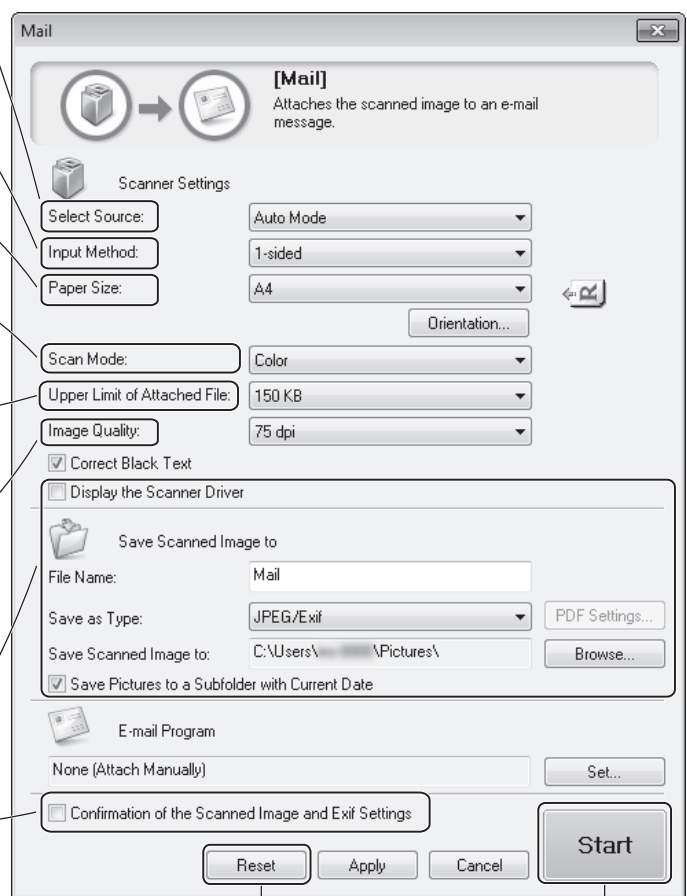 Mail
[Mail]
Attaches the scanned image to an e-mail
message.
Scanner Settings
Select Source: Auto Mode
Input Method: 1-sided
Paper Size: A4
R
Orientation...
Scan Mode: Color
Upper Limit of Attached File: 150 KB
Image Quality: 75 dpi
Correct Black Text
Display the Scanner Driver
Save Scanned Image to
File Name: Mail
Save as Type: JPEG/Exif PDF Settings...
Save Scanned Image to: C:\Users\ \Pictures\ Browse...
Save Pictures to a Subfolder with Current Date
E-mail Program
None (Attach Manually) Set...
Confirmation of the Scanned Image and Exif Settings
Start
Reset Apply Cancel